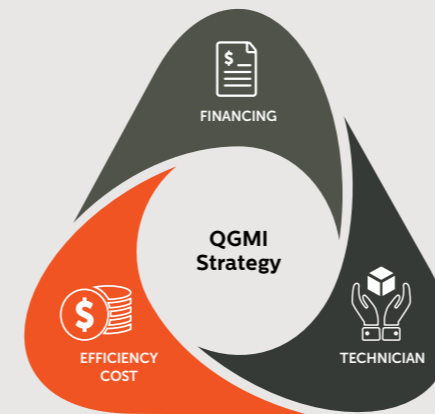 $
FINANCING
QGMI
Strategy
$
EFFICIENCY
COST
TECHNICIAN